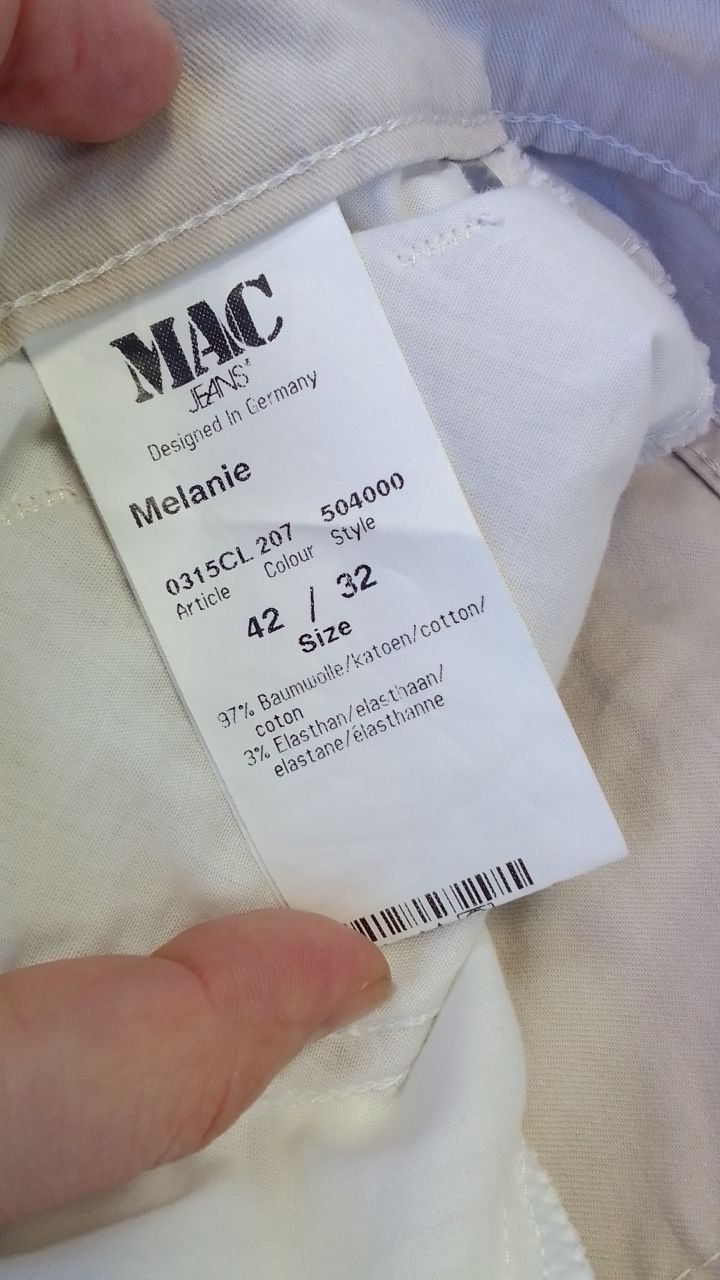 MAC
JEANS®
Designed In Germany
Melanie
0315CL 207 504000
Article Colour Style
42 / 32
Size
97% Baumwolle/katoen/cotton/
coton
3% Elasthan/elasthaan/
elastane/élasthanne